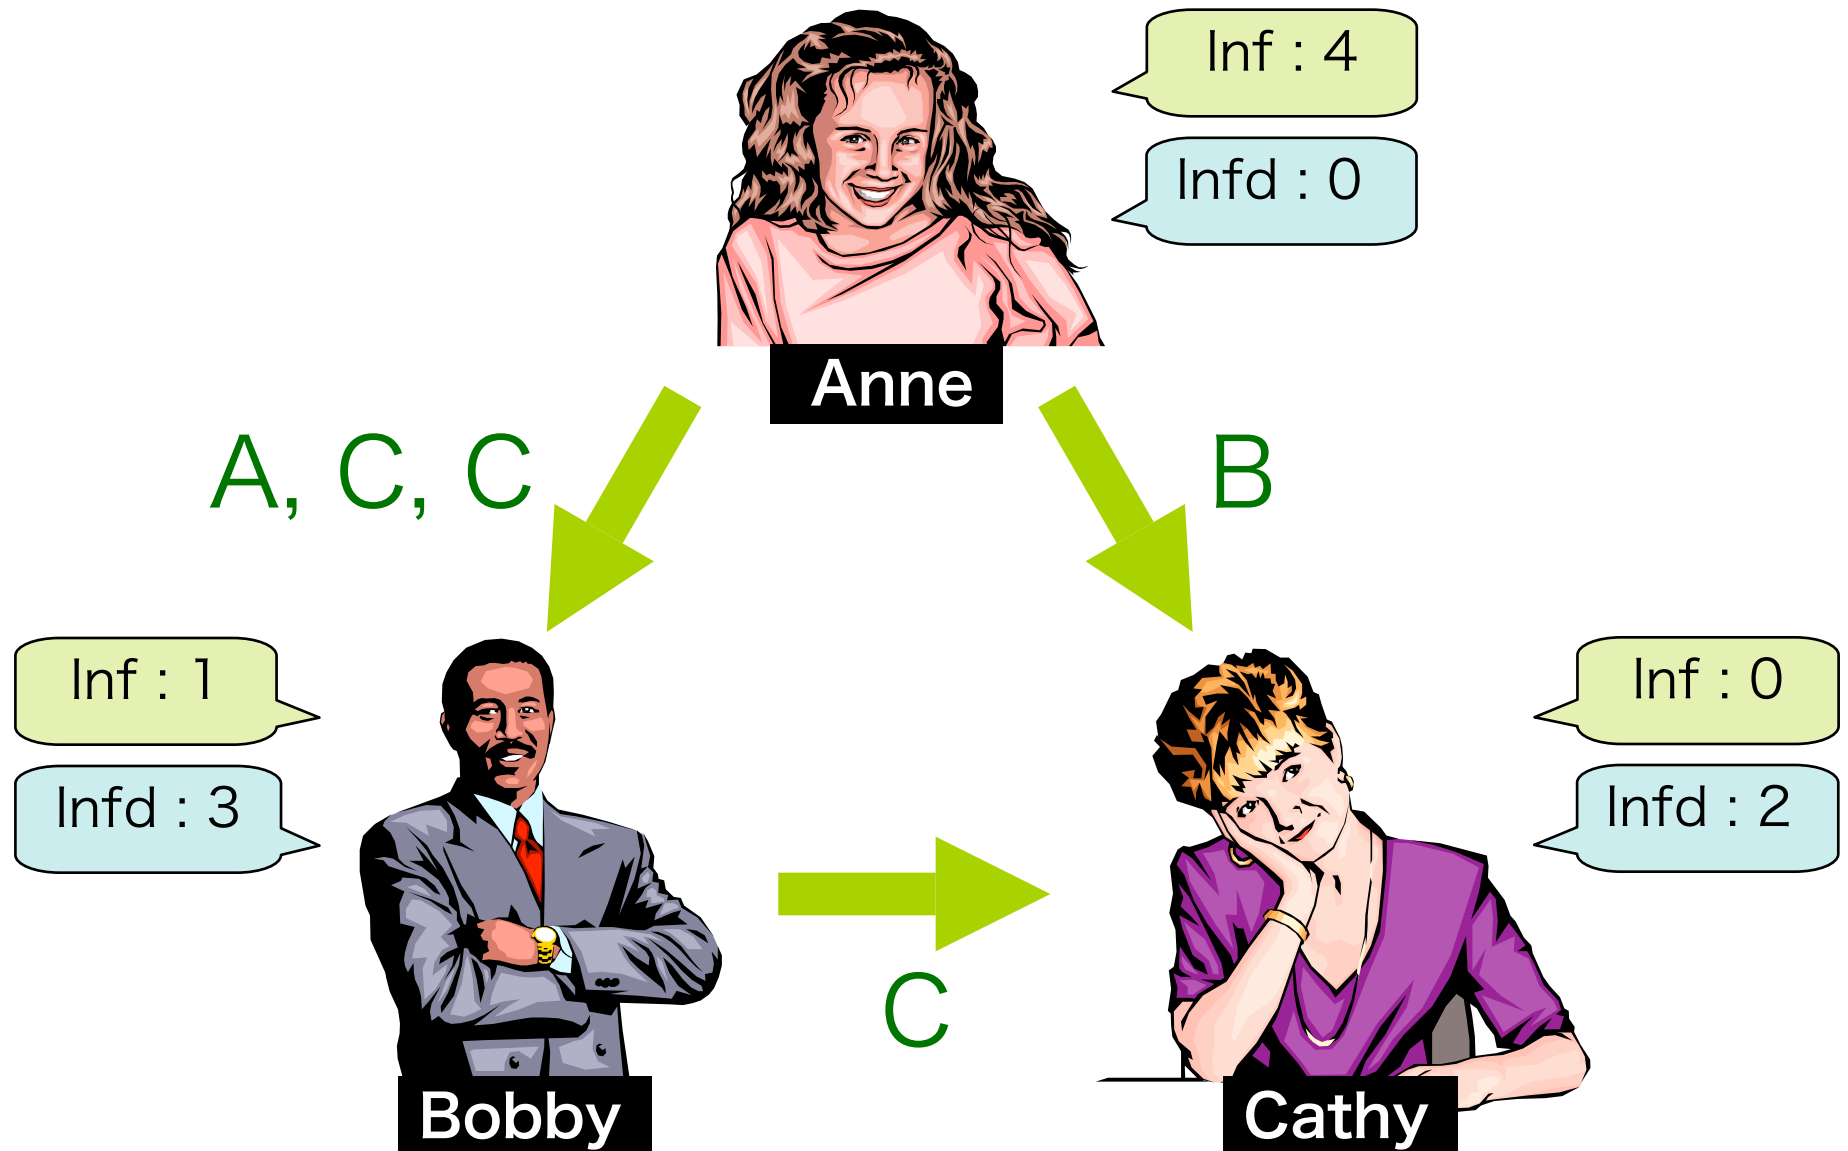 Inf : 4
Infd : 0
Anne
A, C, C
B
Inf : 1
Infd : 3
Inf : 0
Infd : 2
C
Bobby
Cathy